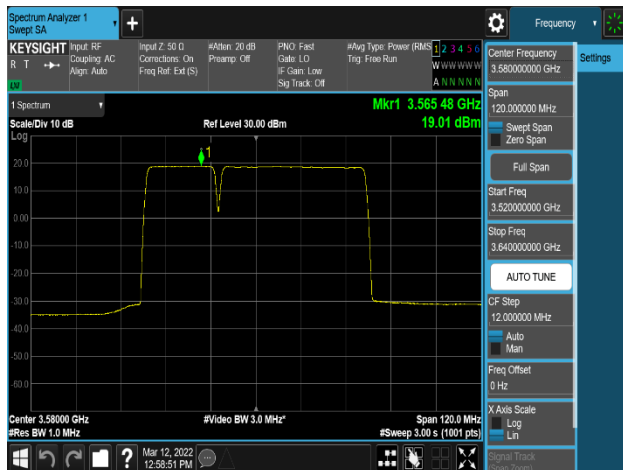 Spectrum Analyzer 1
Swept SA
KEYSIGHT
R T
Input: RF
Coupling: AC
Align: Auto
Input Z: 50 Ω
Corrections: On
Freq Ref: Ext (S)
#Atten: 20 dB
Preamp: Off
PNO: Fast
Gate: LO
IF Gain: Low
Sig Track: Off
#Avg Type: Power (RMS
Trig: Free Run
1 2 3 4 5 6
W W W W W W
A N N N N N
1 Spectrum
Scale/Div 10 dB
Ref Level 30.00 dBm
Mkr1 3.565 48 GHz
19.01 dBm
Log
1
20.0
10.0
0.00
-10.0
-20.0
-30.0
-40.0
-50.0
-60.0
Center 3.58000 GHz
#Res BW 1.0 MHz
#Video BW 3.0 MHz*
Span 120.0 MHz
#Sweep 3.00 s (1001 pts)
?
Mar 12, 2022
12:58:51 PM
Frequency
Settings
Center Frequency
3.580000000 GHz
Span
120.000000 MHz
Swept Span
Zero Span
Full Span
Start Freq
3.520000000 GHz
Stop Freq
3.640000000 GHz
AUTO TUNE
CF Step
12.000000 MHz
Auto
Man
Freq Offset
0 Hz
X Axis Scale
Log
Lin
Signal Track
(Span Zoom)